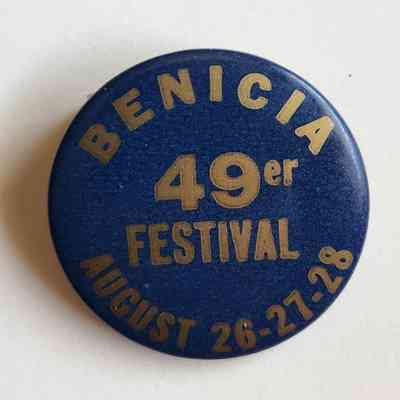 BENICIA
49er
FESTIVAL
AUGUST 26-27-28